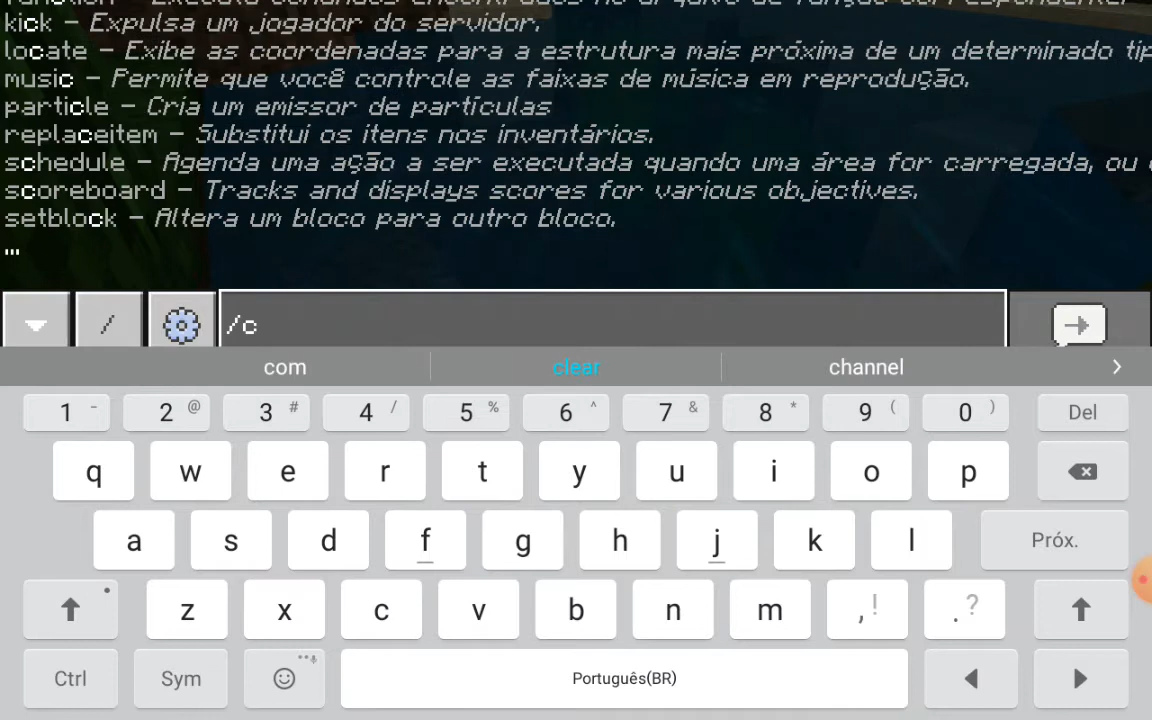 kick - Expulsa um jogador do servidor.
locate - Exibe as coordenadas para a estrutura mais próxima de um determinado
music - Permite que você controle as faixas de música em reprodução.
particle - Cria um emissor de partículas
replaceitem - Substitui os itens nos inventários.
schedule - Agenda uma ação a ser executada quando uma área for carregada, ou
scoreboard - Tracks and displays scores for various objectives.
setblock - Altera um bloco para outro bloco.
...
/ /c
com clear channel >
1 - 2 @ 3 # 4 / 5 % 6 ^ 7 & 8 * 9 ( 0 ) Del
q w e r t y u i o p
a s d f g h j k l Próx.
z x c v b n m , ! . ?
Ctrl Sym Português(BR)